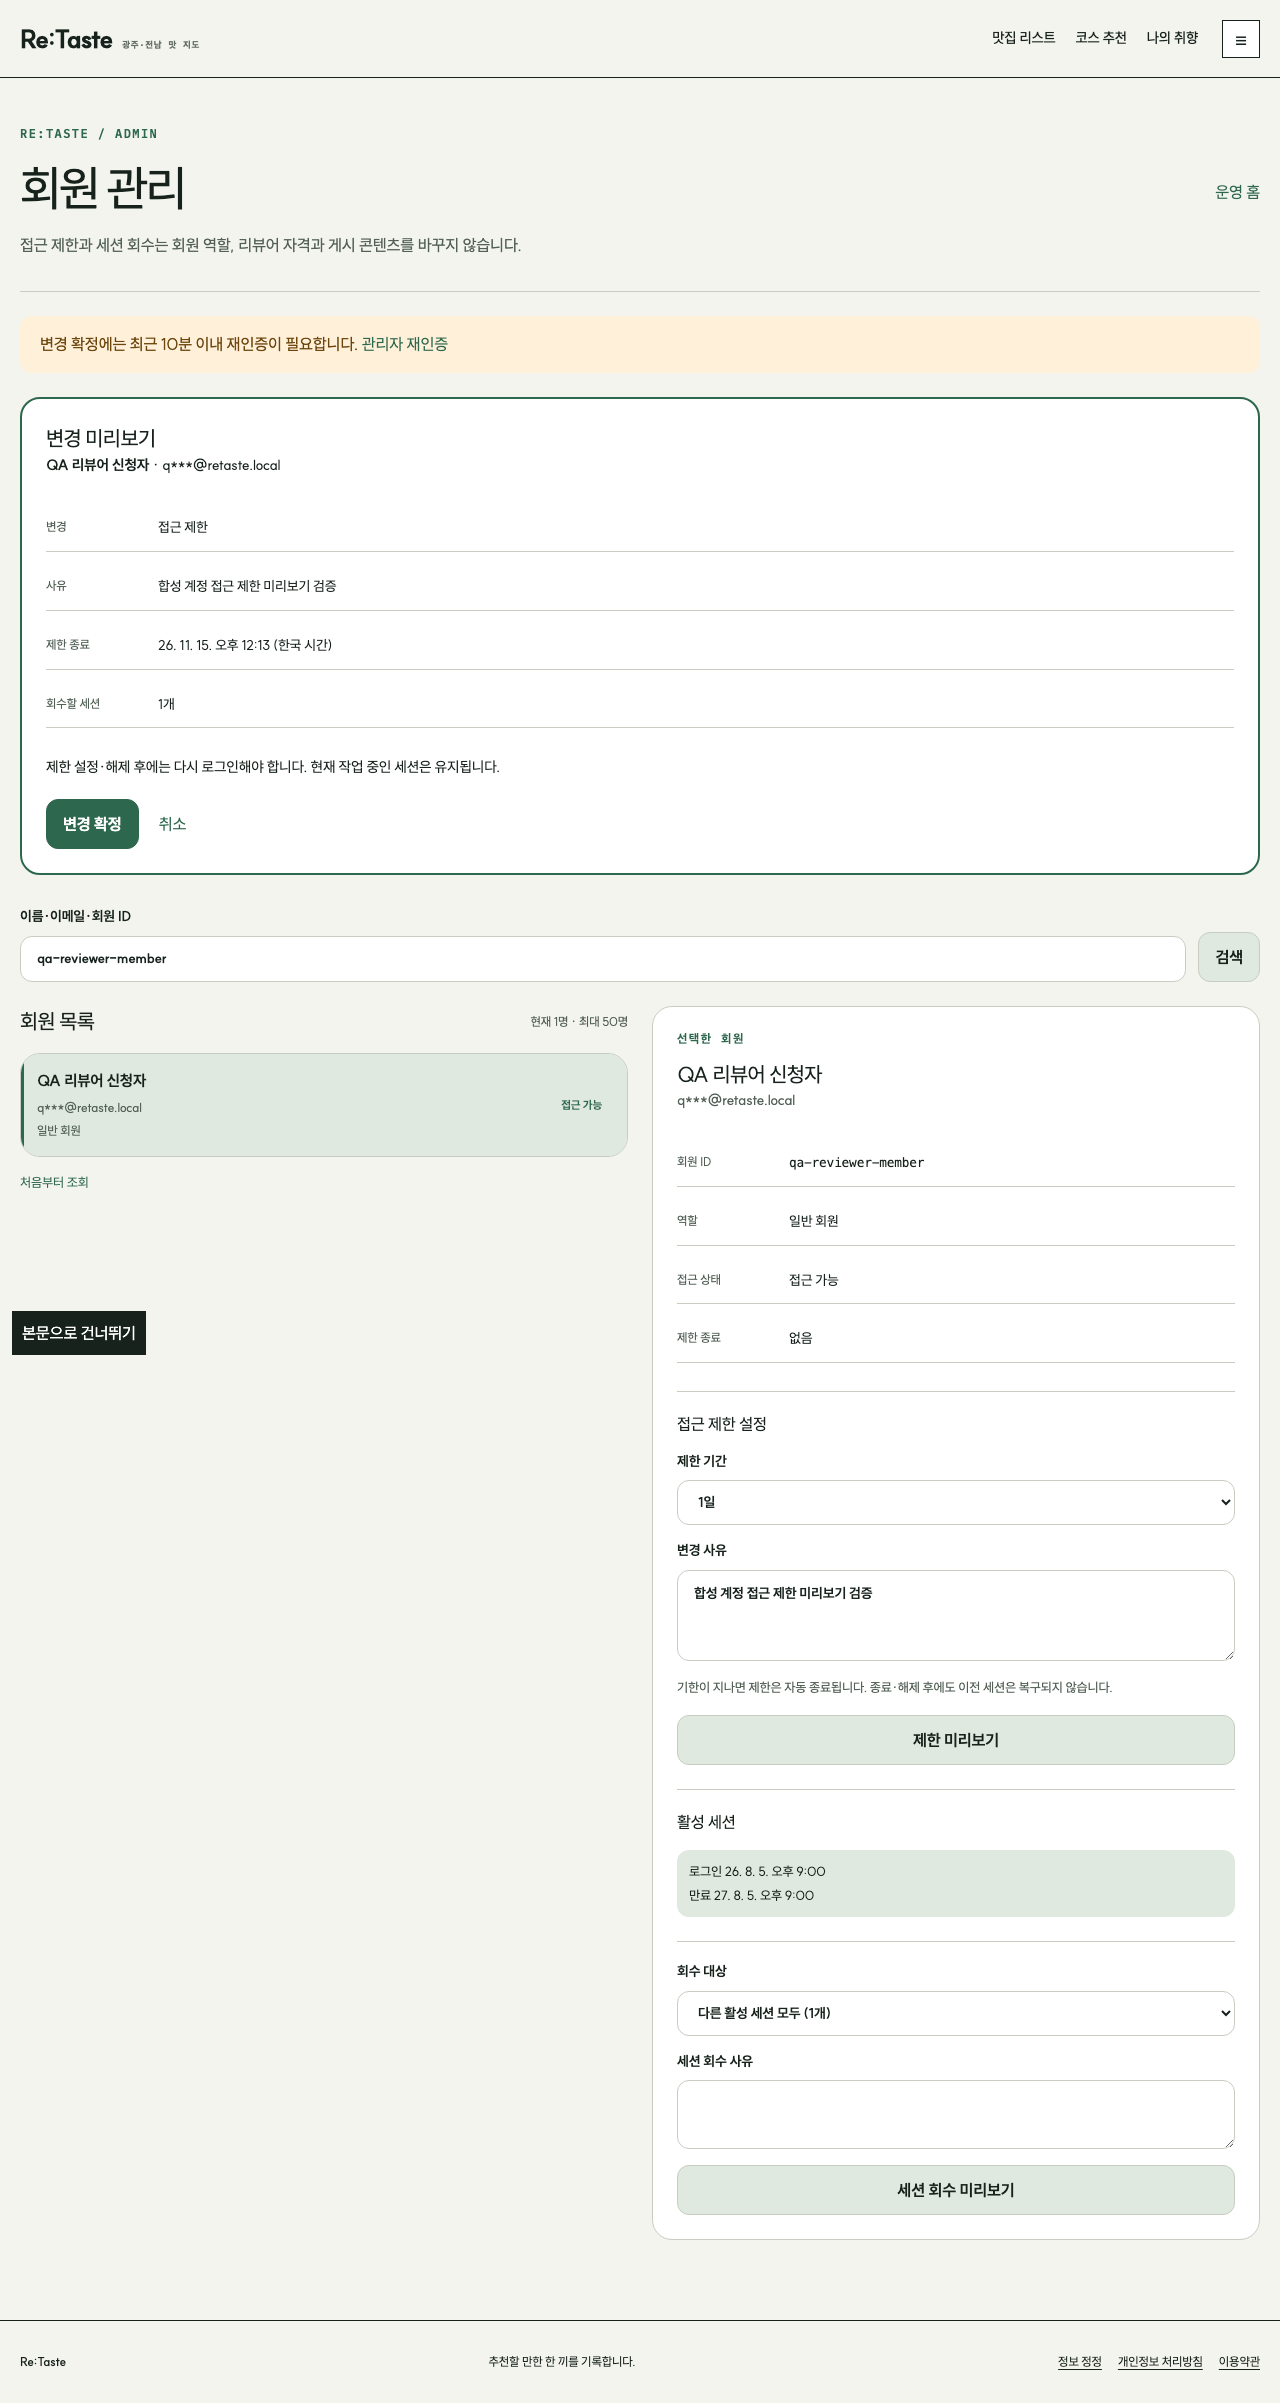 Re:Taste 광주·전남 맛 지도
맛집 리스트 코스 추천 나의 취향 ≡
RE:TASTE / ADMIN
회원 관리
운영 홈
접근 제한과 세션 회수는 회원 역할, 리뷰어 자격과 게시 콘텐츠를 바꾸지 않습니다.
변경 확정에는 최근 10분 이내 재인증이 필요합니다. 관리자 재인증
변경 미리보기
QA 리뷰어 신청자 · q***@retaste.local
변경 접근 제한
사유 합성 계정 접근 제한 미리보기 검증
제한 종료 26. 11. 15. 오후 12:13 (한국 시간)
회수할 세션 1개
제한 설정·해제 후에는 다시 로그인해야 합니다. 현재 작업 중인 세션은 유지됩니다.
변경 확정 취소
이름·이메일·회원 ID
qa-reviewer-member 검색
회원 목록 현재 1명 · 최대 50명
QA 리뷰어 신청자
q***@retaste.local
일반 회원
접근 가능
처음부터 조회
본문으로 건너뛰기
선택한 회원
QA 리뷰어 신청자
q***@retaste.local
회원 ID qa-reviewer-member
역할 일반 회원
접근 상태 접근 가능
제한 종료 없음
접근 제한 설정
제한 기간
1일
변경 사유
합성 계정 접근 제한 미리보기 검증
기한이 지나면 제한은 자동 종료됩니다. 종료·해제 후에도 이전 세션은 복구되지 않습니다.
제한 미리보기
활성 세션
로그인 26. 8. 5. 오후 9:00
만료 27. 8. 5. 오후 9:00
회수 대상
다른 활성 세션 모두 (1개)
세션 회수 사유
세션 회수 미리보기
Re:Taste 추천할 만한 한 끼를 기록합니다. 정보 정정 개인정보 처리방침 이용약관